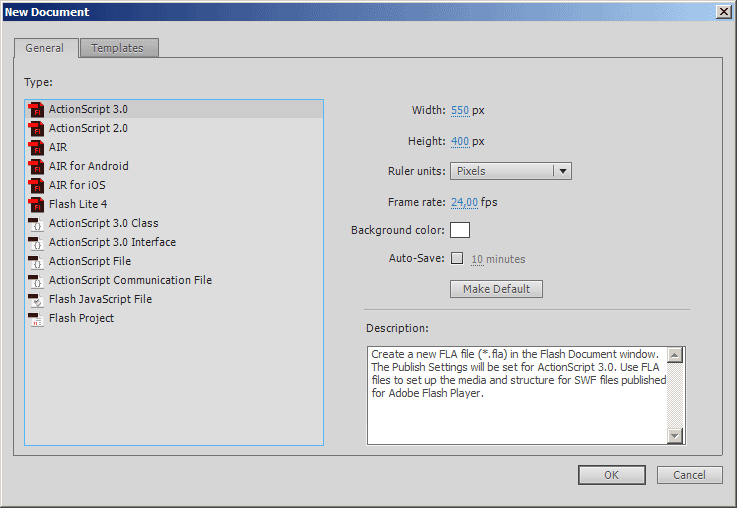 New Document
General
Templates
Type:
ActionScript 3.0
ActionScript 2.0
AIR
AIR for Android
AIR for iOS
Flash Lite 4
ActionScript 3.0 Class
ActionScript 3.0 Interface
ActionScript File
ActionScript Communication File
Flash JavaScript File
Flash Project
Width: 550 px
Height: 400 px
Ruler units: Pixels
Frame rate: 24,00 fps
Background color:
Auto-Save: 10 minutes
Make Default
Description:
Create a new FLA file (*.fla) in the Flash Document window.
The Publish Settings will be set for ActionScript 3.0. Use FLA
files to set up the media and structure for SWF files published
for Adobe Flash Player.
OK
Cancel